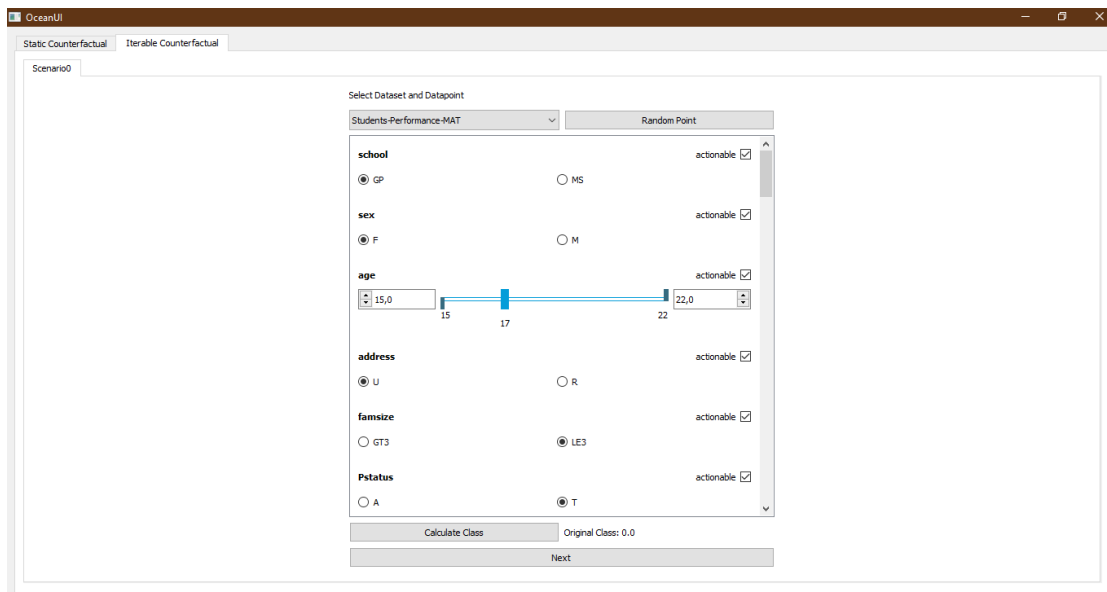 OceanUI
Static Counterfactual Iterable Counterfactual
Scenario0
Select Dataset and Datapoint
Students-Performance-MAT Random Point
school actionable
GP MS
sex actionable
F M
age actionable
15,0 22,0
15 22
17
address actionable
U R
famsize actionable
GT3 LE3
Pstatus actionable
A T
Calculate Class Original Class: 0.0
Next